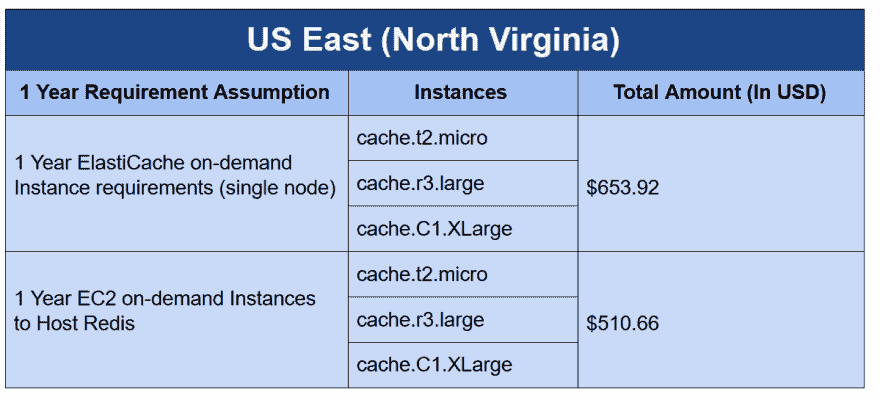 US East (North Virginia)
1 Year Requirement Assumption
Instances
Total Amount (In USD)
1 Year ElastiCache on-demand
Instance requirements (single node)
cache.t2.micro
cache.r3.large
cache.C1.XLarge
$653.92
1 Year EC2 on-demand Instances
to Host Redis
cache.t2.micro
cache.r3.large
cache.C1.XLarge
$510.66